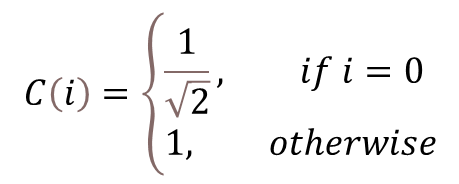 C(i) = { 1/√2, if i = 0
1, otherwise